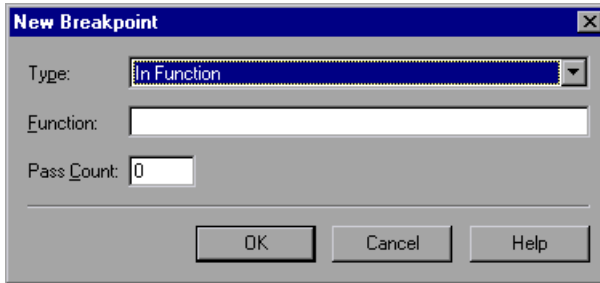 New Breakpoint
Type: In Function
Function:
Pass Count: 0
OK Cancel Help